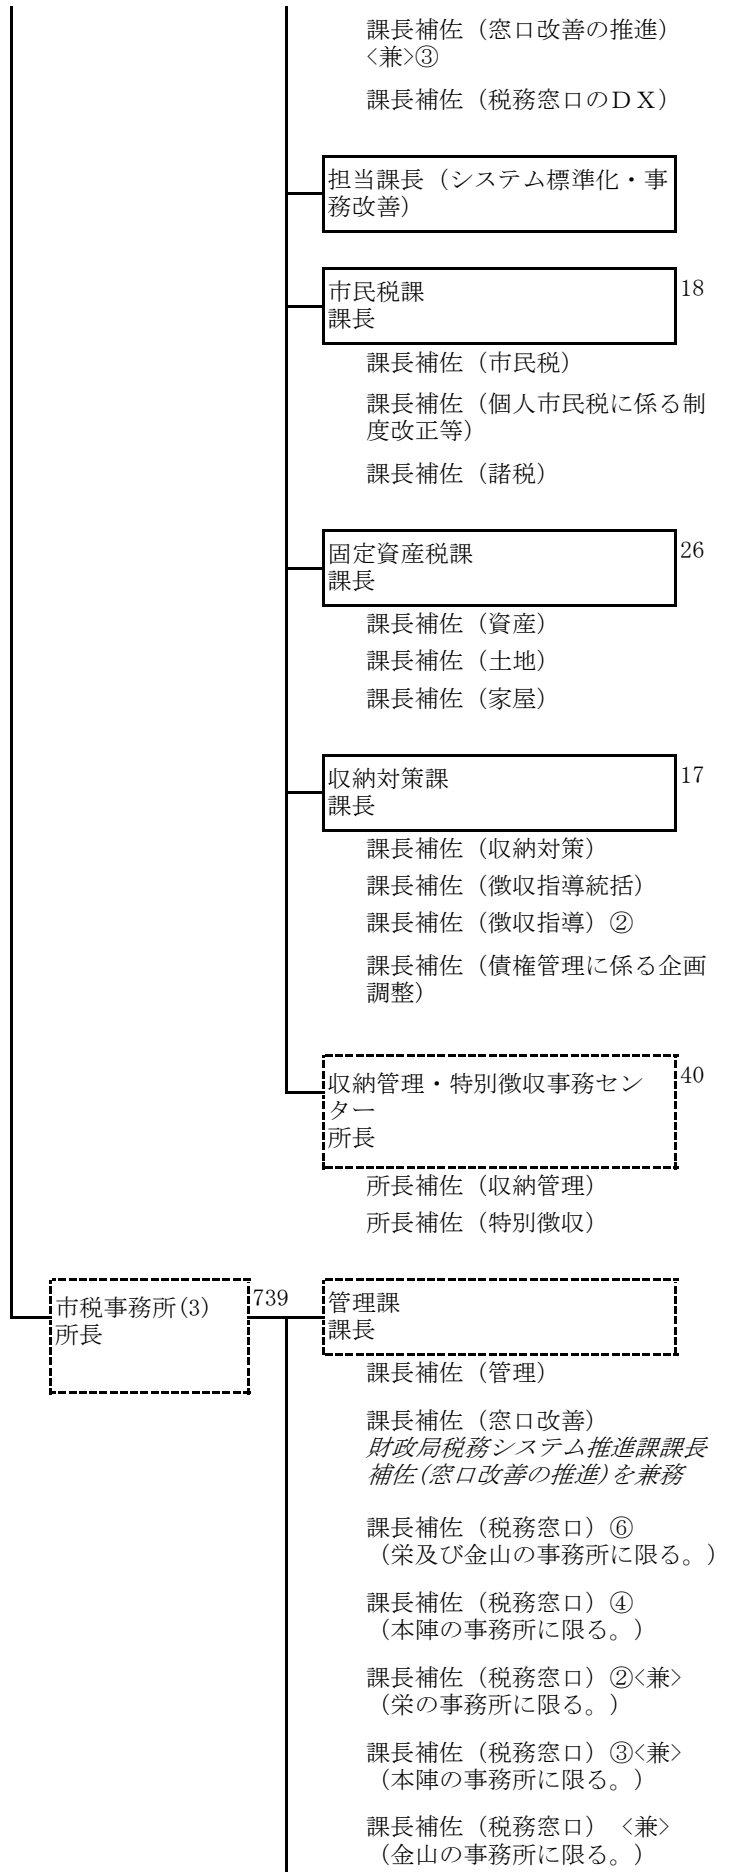 課長補佐（窓口改善の推進）
<兼>③
課長補佐（税務窓口のＤＸ）
担当課長（システム標準化・事
務改善）
市民税課
課長
18
課長補佐（市民税）
課長補佐（個人市民税に係る制
度改正等）
課長補佐（諸税）
固定資産税課
課長
26
課長補佐（資産）
課長補佐（土地）
課長補佐（家屋）
収納対策課
課長
17
課長補佐（収納対策）
課長補佐（徴収指導統括）
課長補佐（徴収指導）②
課長補佐（債権管理に係る企画
調整）
収納管理・特別徴収事務セン
ター
所長
40
所長補佐（収納管理）
所長補佐（特別徴収）
市税事務所(3)
所長
739
管理課
課長
課長補佐（管理）
課長補佐（窓口改善）
財政局税務システム推進課課長
補佐(窓口改善の推進)を兼務
課長補佐（税務窓口）⑥
（栄及び金山の事務所に限る。）
課長補佐（税務窓口）④
（本陣の事務所に限る。）
課長補佐（税務窓口）②<兼>
（栄の事務所に限る。）
課長補佐（税務窓口）③<兼>
（本陣の事務所に限る。）
課長補佐（税務窓口） <兼>
（金山の事務所に限る。）